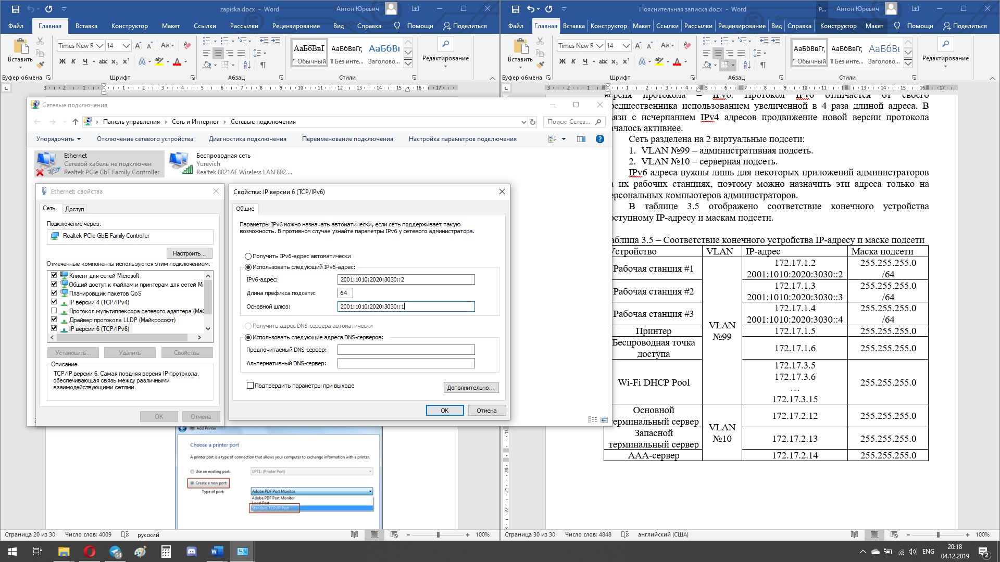 zapiska.docx - Word
Антон Юревич
Файл
Главная
Вставка
Конструктор
Макет
Ссылки
Рассылки
Рецензирование
Вид
Справка
Помощн
Поделиться
Вставить
Times New R
14
Aa
Ж К Ч abc x₂ x²
АаБбВвІ
АаБбВвГг,
АаБбВı
¶ Обычный
¶ Без инте...
Заголово...
Редактирование
Буфер обмена
Шрифт
Абзац
Стили
Пояснительная записка.docx - Word
Р...
Антон Юревич
Файл
Главная
Вставка
Конструктор
Макет
Ссылки
Рассылки
Рецензирование
Вид
Справка
Конструктор
Макет
Помощн
Поделиться
Вставить
Times New R
14
Aa
Ж К Ч abc x₂ x²
АаБбВвГг,
АаБбВвГг,
АаБбВı
¶ Обычный
¶ Без инте...
Заголово...
Редактирование
Буфер обмена
Шрифт
Абзац
Стили
Сетевые подключения
Панель управления
Сеть и Интернет
Сетевые подключения
Поиск: Сетев...
Упорядочить
Отключение сетевого устройства
Диагностика подключения
Переименование подключения
Настройка параметров подключения
Ethernet
Сетевой кабель не подключен
Realtek PCIe GbE Family Controller
Беспроводная сеть
Yurevich
Realtek 8821AE Wireless LAN 802....
Ethernet: свойства
Сеть
Доступ
Подключение через:
Realtek PCIe GbE Family Controller
Настроить...
Отмеченные компоненты используются этим подключением:
Клиент для сетей Microsoft
Общий доступ к файлам и принтерам для сетей Mi
Планировщик пакетов QoS
IP версии 4 (TCP/IPv4)
Протокол мультиплексора сетевого адаптера (Май
Драйвер протокола LLDP (Майкрософт)
IP версии 6 (TCP/IPv6)
Установить...
Удалить
Свойства
Описание
TCP/IP версии 6. Самая поздняя версия IP-протокола,
обеспечивающая связь между различными
взаимодействующими сетями.
ОК
Отмена
Свойства: IP версии 6 (TCP/IPv6)
Общие
Параметры IPv6 можно назначать автоматически, если сеть поддерживает такую
возможность. В противном случае узнайте параметры IPv6 у сетевого администратора.
Получить IPv6-адрес автоматически
Использовать следующий IPv6-адрес:
IPv6-адрес:
2001:1010:2020:3030::2
Длина префикса подсети:
64
Основной шлюз:
2001:1010:2020:3030::1
Получить адрес DNS-сервера автоматически
Использовать следующие адреса DNS-серверов:
Предпочитаемый DNS-сервер:
Альтернативный DNS-сервер:
Подтвердить параметры при выходе
Дополнительно...
ОК
Отмена
Add Printer
Choose a printer port
A printer port is a type of connection that allows your computer to exchange information with a printer.
Use an existing port:
LPT1: (Printer Port)
Create a new port:
Type of port:
Adobe PDF Port Monitor
Adobe PDF Port Monitor
Local Port
Standard TCP/IP Port
версия протокола – IPv6. Протокол IPv6 отличается от своего
редшественника использованием увеличенной в 4 раза длиной адреса. В
вязи с исчерпанием IPv4 адресов продвижение новой версии протокола
ачалось активнее.
Сеть разделена на 2 виртуальные подсети:
1. VLAN №99 – административная подсеть.
2. VLAN №10 – серверная подсеть.
IPv6 адреса нужны лишь для некоторых приложений администраторов
а их рабочих станциях, поэтому можно назначить эти адреса только на
ерсональных компьютеров администраторов.
В таблице 3.5 отображено соответствие конечного устройства
оступному IP-адресу и маскам подсети.
аблица 3.5 – Соответствие конечного устройства IP-адресу и маске подсети
Устройство
VLAN
IP-адрес
Маска подсети
Рабочая станция #1
172.17.1.2
2001:1010:2020:3030::2
255.255.255.0
/64
Рабочая станция #2
172.17.1.3
2001:1010:2020:3030::3
255.255.255.0
/64
Рабочая станция #3
172.17.1.4
2001:1010:2020:3030::4
255.255.255.0
/64
VLAN
№99
Принтер
172.17.1.5
255.255.255.0
Беспроводная точка
доступа
172.17.1.6
255.255.255.0
Wi-Fi DHCP Pool
172.17.3.5
172.17.3.6
…
172.17.3.15
255.255.255.0
Основной
терминальный сервер
172.17.2.12
255.255.255.0
VLAN
№10
Запасной
терминальный сервер
172.17.2.13
255.255.255.0
ААА-сервер
172.17.2.14
255.255.255.0
Страница 20 из 30
Число слов: 4009
русский
100%
Страница 30 из 30
Число слов: 4848
английский (США)
100%
64
ENG
20:18
04.12.2019
2